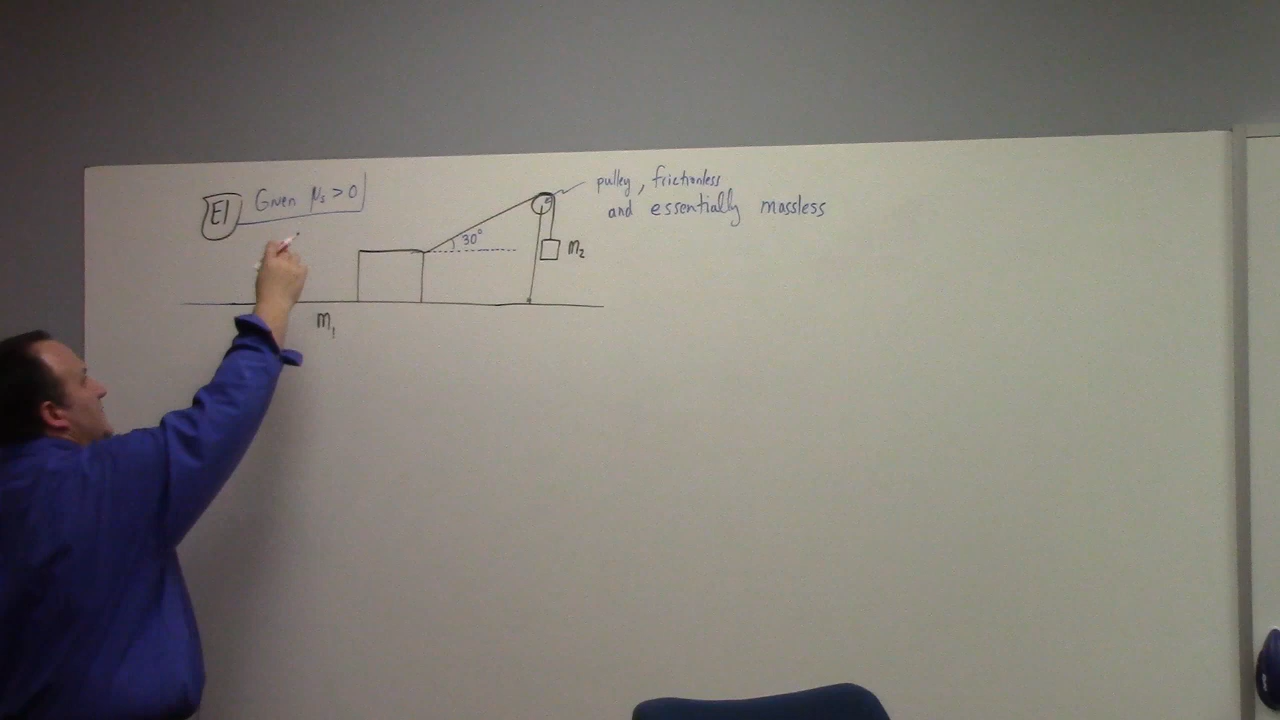 E1 Given μs > 0
pulley, frictionless
and essentially massless
30°
m2
m1